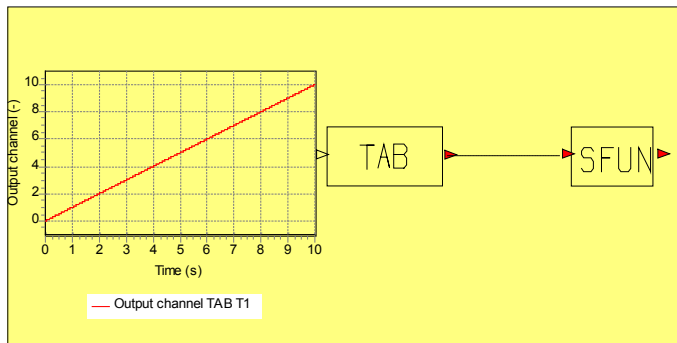 Output channel (-)
10
8
6
4
2
0
0 1 2 3 4 5 6 7 8 9 10
Time (s)
Output channel TAB T1
TAB
SFUN